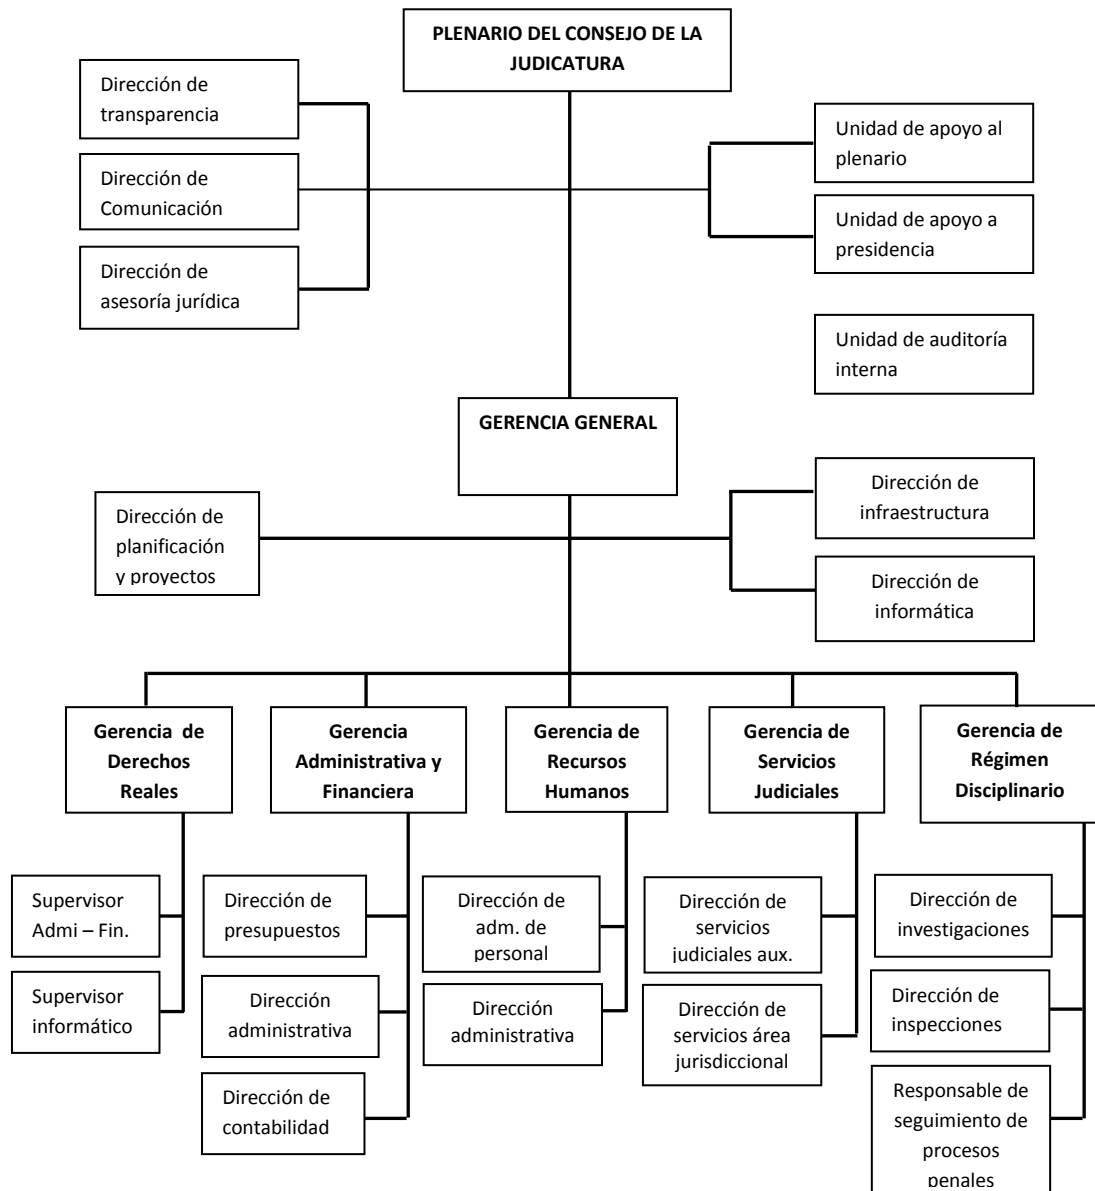 PLENARIO DEL CONSEJO DE LA
JUDICATURA
Dirección de
transparencia
Dirección de
Comunicación
Dirección de
asesoría jurídica
Unidad de apoyo al
plenario
Unidad de apoyo a
presidencia
Unidad de auditoría
interna
GERENCIA GENERAL
Dirección de
planificación
y proyectos
Dirección de
infraestructura
Dirección de
informática
Gerencia de
Derechos
Reales
Gerencia
Administrativa y
Financiera
Gerencia de
Recursos
Humanos
Gerencia de
Servicios
Judiciales
Gerencia de
Régimen
Disciplinario
Supervisor
Admi – Fin.
Supervisor
informático
Dirección de
presupuestos
Dirección
administrativa
Dirección de
contabilidad
Dirección de
adm. de
personal
Dirección
administrativa
Dirección de
servicios
judiciales aux.
Dirección de
servicios área
jurisdiccional
Dirección de
investigaciones
Dirección de
inspecciones
Responsable de
seguimiento de
procesos
penales